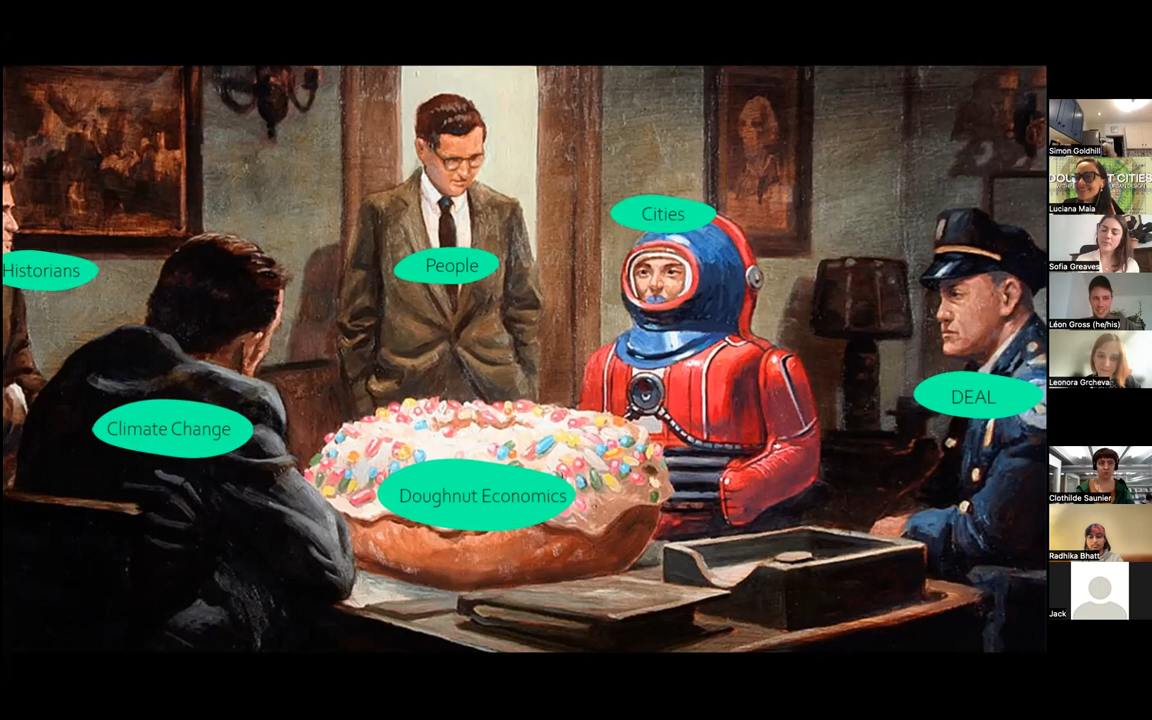 Cities
People
Historians
DEAL
Climate Change
Doughnut Economics
Simon Goldhill
CITIES
Luciana Maia
Sofia Greaves
Léon Gross (he/his)
Leonora Grcheva
Clothilde Saunier
Radhika Bhatt
Jack